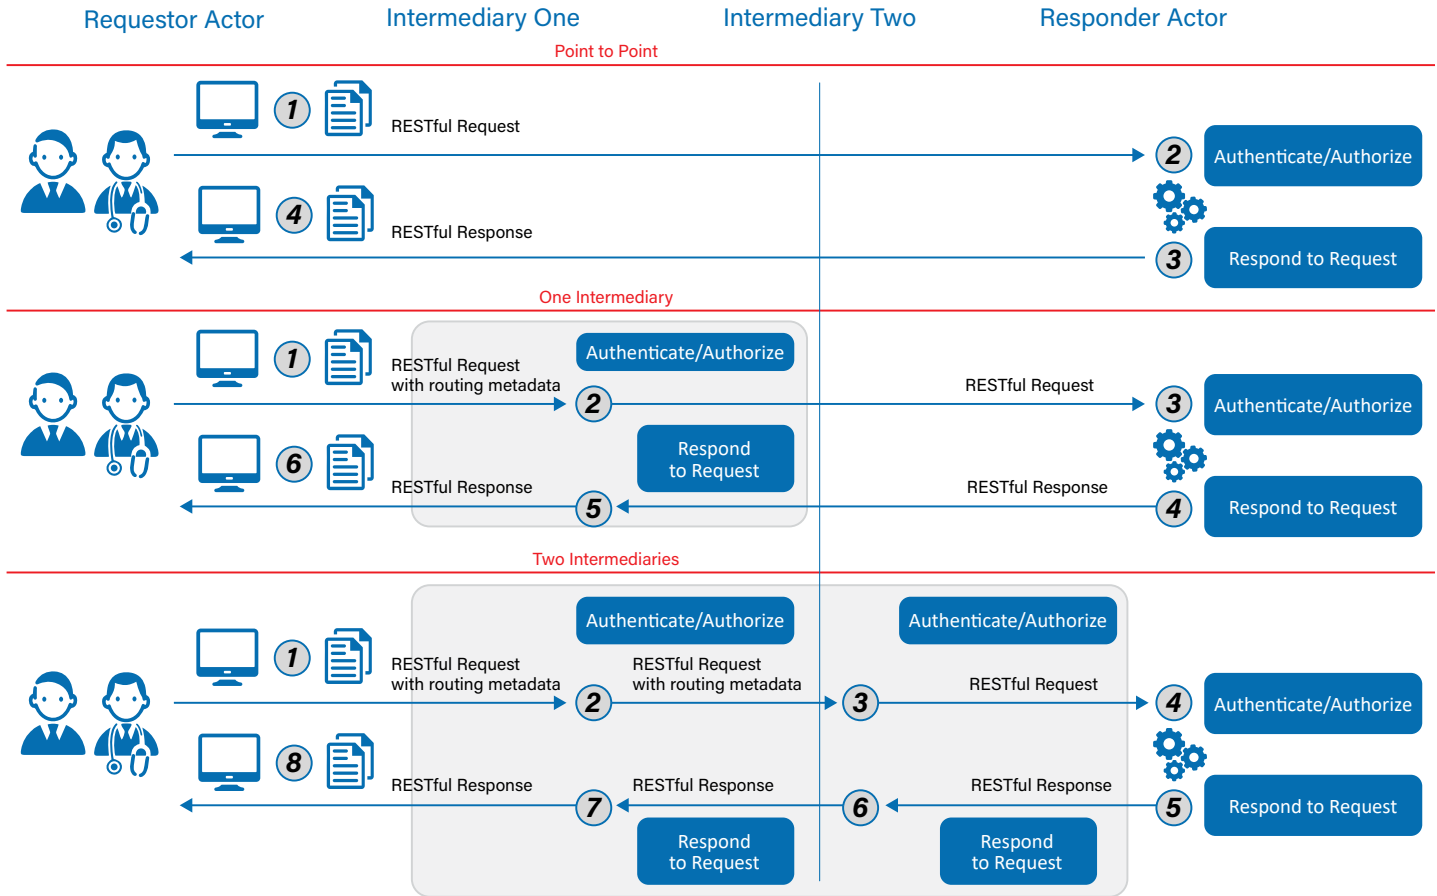 Requestor Actor
Intermediary One
Intermediary Two
Responder Actor
Point to Point
1
RESTful Request
2
Authenticate/Authorize
4
RESTful Response
3
Respond to Request
One Intermediary
1
RESTful Request
with routing metadata
Authenticate/Authorize
2
RESTful Request
3
Authenticate/Authorize
6
RESTful Response
Respond
to Request
5
RESTful Response
4
Respond to Request
Two Intermediaries
1
RESTful Request
with routing metadata
Authenticate/Authorize
2
RESTful Request
with routing metadata
Authenticate/Authorize
3
RESTful Request
4
Authenticate/Authorize
8
RESTful Response
7
RESTful Response
6
RESTful Response
5
Respond to Request
Respond
to Request
Respond
to Request